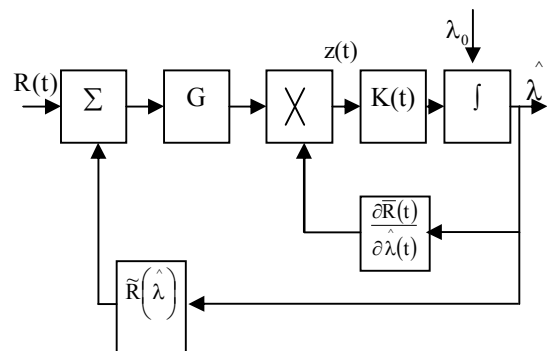 λ₀
z(t)
R(t) Σ G X K(t) ∫ λ̂
∂R̅(t)
∂λ̂(t)
R̃(λ̂)